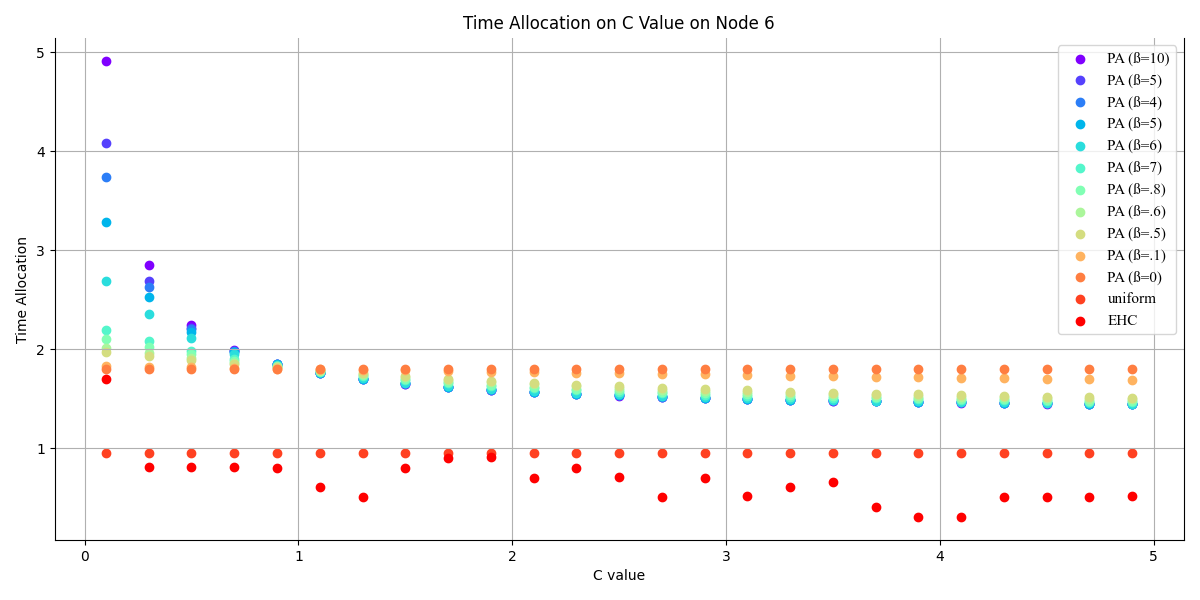 Time Allocation on C Value on Node 6
5
4
3
2
1
Time Allocation
0 1 2 3 4 5
C value
PA (ß=10)
PA (ß=5)
PA (ß=4)
PA (ß=5)
PA (ß=6)
PA (ß=7)
PA (ß=.8)
PA (ß=.6)
PA (ß=.5)
PA (ß=.1)
PA (ß=0)
uniform
EHC